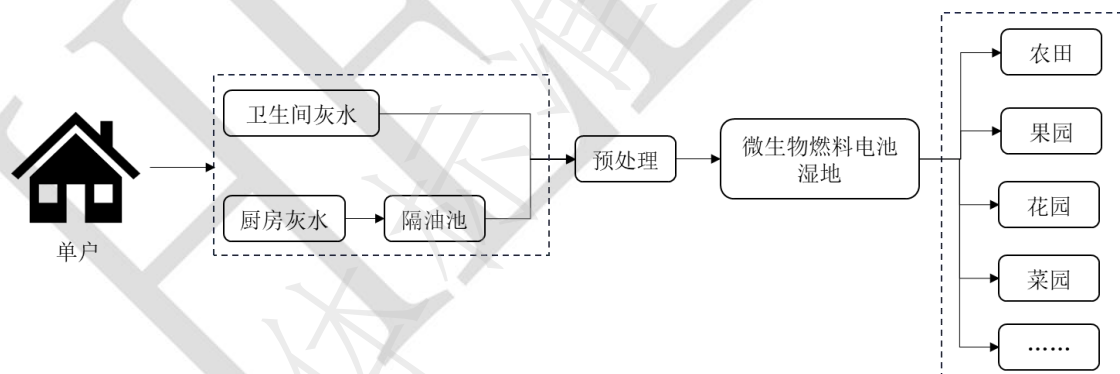 单户
卫生间灰水
厨房灰水
隔油池
预处理
微生物燃料电池
湿地
农田
果园
花园
菜园
……